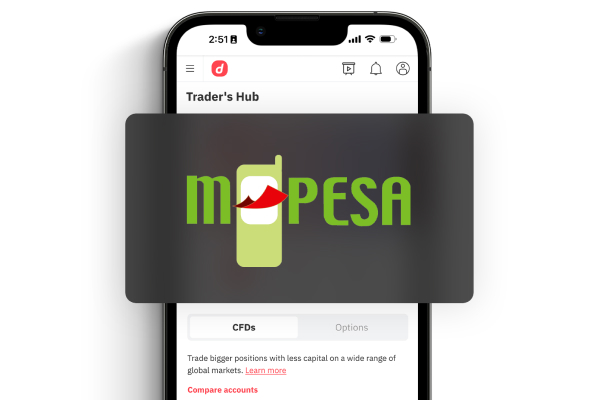 2:51
Trader's Hub
M PESA
CFDs
Options
Trade bigger positions with less capital on a wide range of
global markets. Learn more
Compare accounts